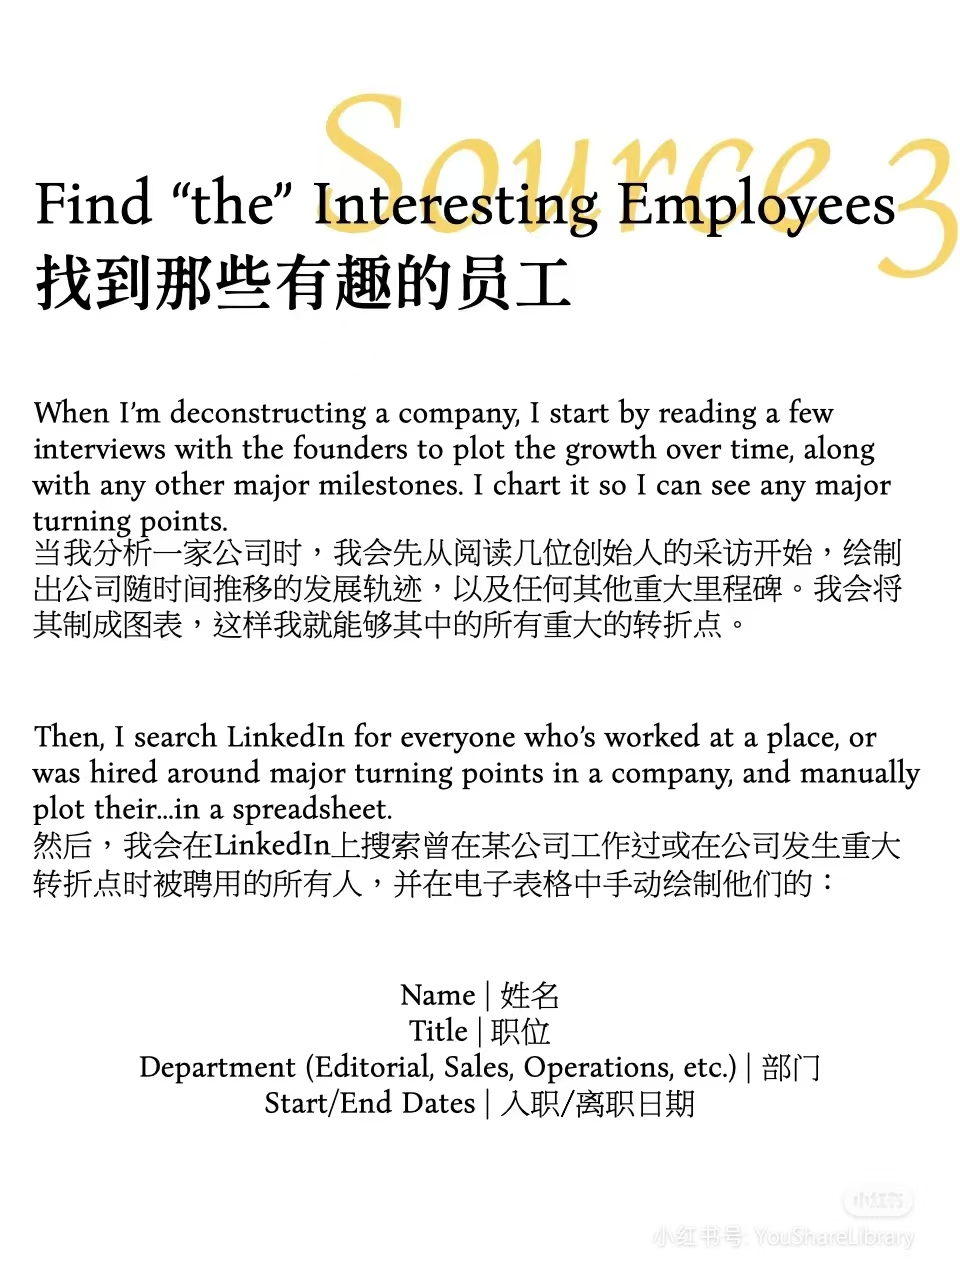 Source 3
Find “the” Interesting Employees
找到那些有趣的员工
When I’m deconstructing a company, I start by reading a few
interviews with the founders to plot the growth over time, along
with any other major milestones. I chart it so I can see any major
turning points.
当我分析一家公司时，我会先从阅读几位创始人的采访开始，绘制
出公司随时间推移的发展轨迹，以及任何其他重大里程碑。我会将
其制成图表，这样我就能够其中的所有重大的转折点。
Then, I search LinkedIn for everyone who’s worked at a place, or
was hired around major turning points in a company, and manually
plot their...in a spreadsheet.
然后，我会在LinkedIn上搜索曾在某公司工作过或在公司发生重大
转折点时被聘用的所有人，并在电子表格中手动绘制他们的：
Name | 姓名
Title | 职位
Department (Editorial, Sales, Operations, etc.) | 部门
Start/End Dates | 入职/离职日期
小红书
小红书号: YouShareLibrary